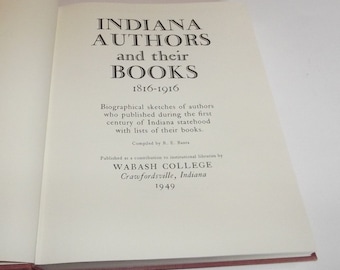 INDIANA
AUTHORS
and their
BOOKS
1816-1916
Biographical sketches of authors
who published during the first
century of Indiana statehood
with lists of their books.
Compiled by R. E. Banta
Published as a contribution to institutional libraries by
WABASH COLLEGE
Crawfordsville, Indiana
1949